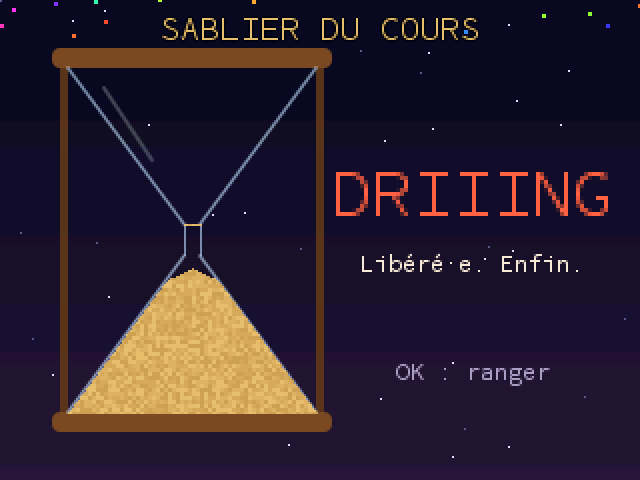 SABLIER DU COURS
DRIIING
Libéré·e. Enfin.
OK : ranger